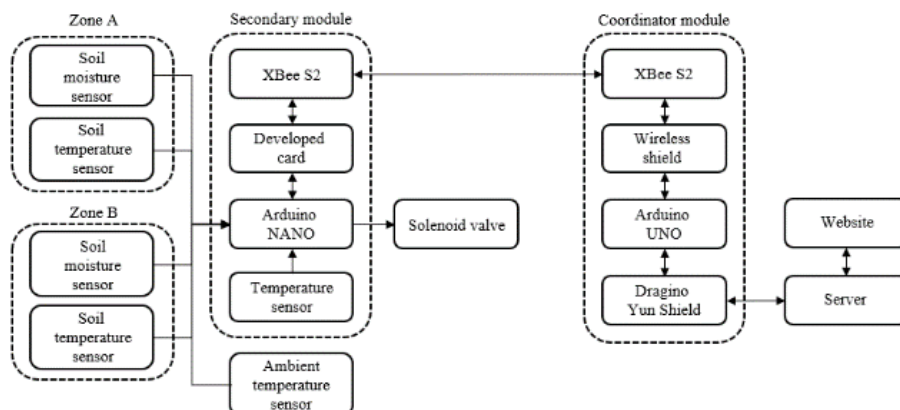 Zone A
Soil
moisture
sensor
Soil
temperature
sensor
Zone B
Soil
moisture
sensor
Soil
temperature
sensor
Secondary module
XBee S2
Developed
card
Arduino
NANO
Temperature
sensor
Ambient
temperature
sensor
Solenoid valve
Coordinator module
XBee S2
Wireless
shield
Arduino
UNO
Dragino
Yun Shield
Website
Server